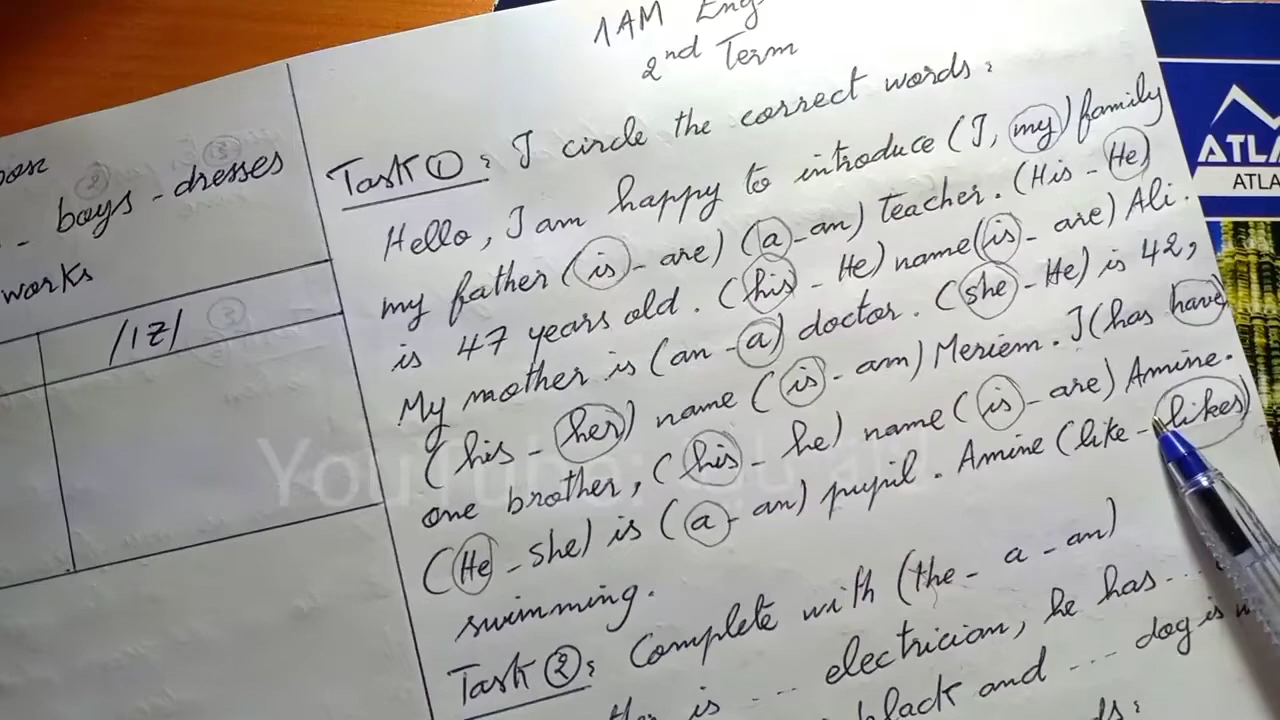 1AM Eng
2nd Term
Task 1: I circle the correct words:
Hello, I am happy to introduce (I, my) family
my father (is - are) (a - an) teacher. (His - He)
is 47 years old. (his - He) name (is - are) Ali.
My mother is (an - a) doctor. (she - He) is 42,
(his - her) name (is - am) Meriem. I (has have)
one brother, (his - he) name (is - are) Amine.
(He - she) is (a - an) pupil. Amine (like - likes)
swimming.
Task 2: Complete with (the - a - an)
is ... electrician, he has ...
black and ... dog is
- boys - dresses
works
/IZ/
YouTube:
ATLA
ATLA